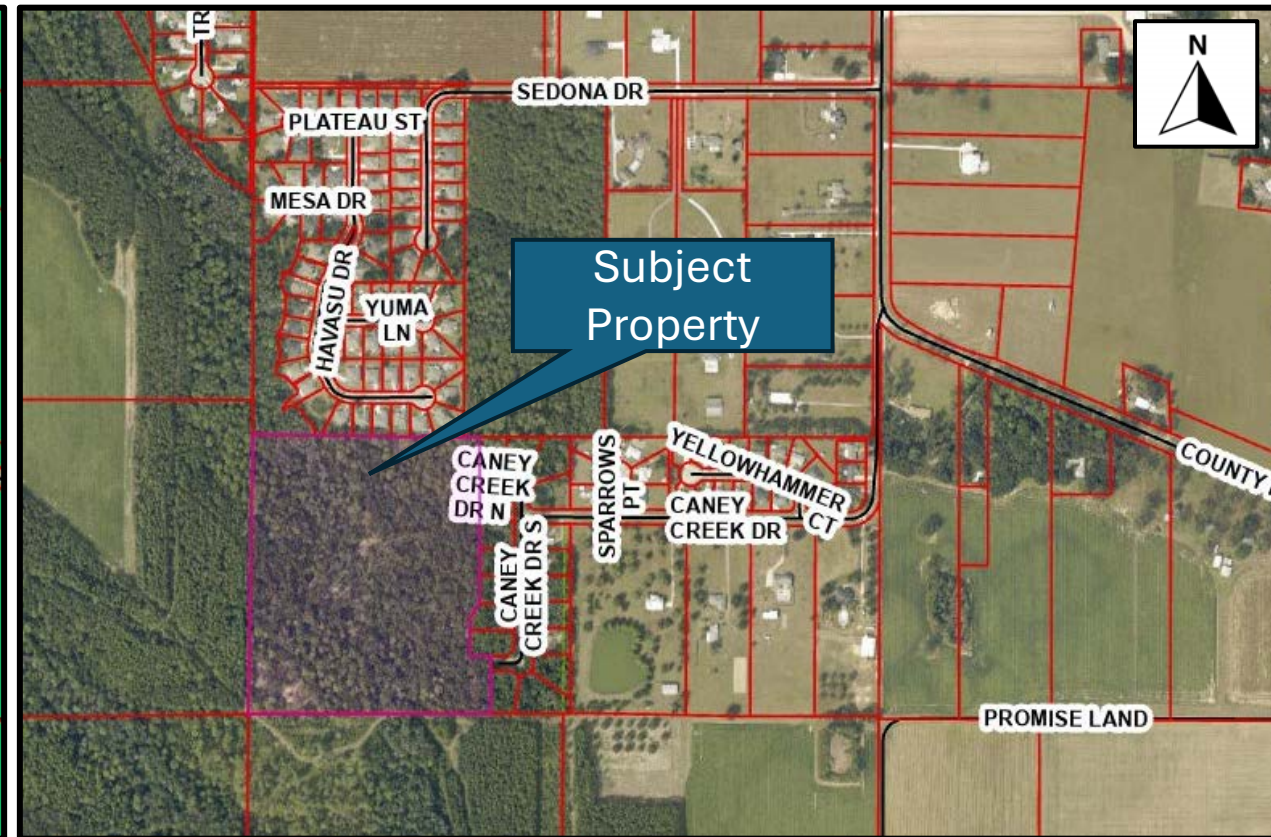 TR
N
SEDONA DR
PLATEAU ST
MESA DR
HAVASU DR
YUMA
LN
Subject
Property
CANEY
CREEK
DR N
SPARROWS
PT
YELLOWHAMMER
CT
CANEY
CREEK DR
CANEY
CREEK DR S
COUNTY
PROMISE LAND